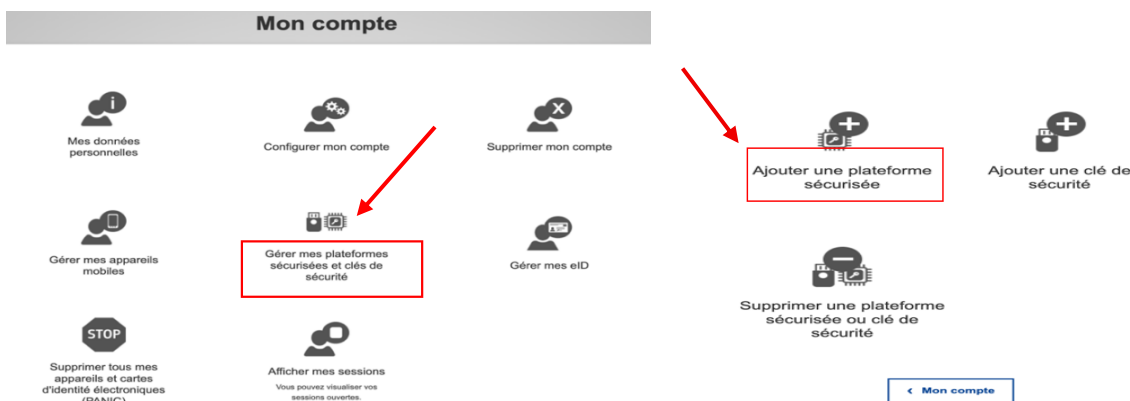 Mon compte
Mes données
personnelles
Configurer mon compte
Supprimer mon compte
Gérer mes appareils
mobiles
Gérer mes plateformes
sécurisées et clés de
sécurité
Gérer mes eID
STOP
Supprimer tous mes
appareils et cartes
d'identité électroniques
(PANIC)
Afficher mes sessions
Vous pouvez visualiser vos
sessions ouvertes.
Ajouter une plateforme
sécurisée
Ajouter une clé de
sécurité
Supprimer une plateforme
sécurisée ou clé de
sécurité
< Mon compte